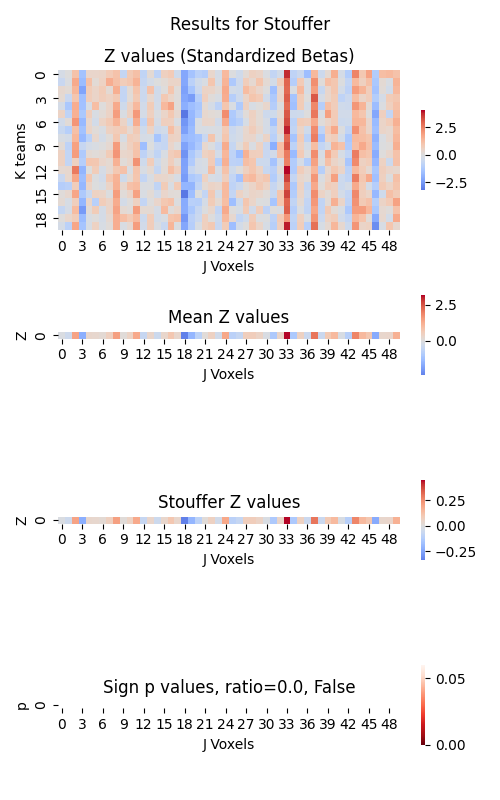 Results for Stouffer
Z values (Standardized Betas)
K teams
0
3
6
9
12
15
18
0 3 6 9 12 15 18 21 24 27 30 33 36 39 42 45 48
J Voxels
2.5
0.0
−2.5
Mean Z values
Z
0
0 3 6 9 12 15 18 21 24 27 30 33 36 39 42 45 48
J Voxels
2.5
0.0
Stouffer Z values
Z
0
0 3 6 9 12 15 18 21 24 27 30 33 36 39 42 45 48
J Voxels
0.25
0.00
−0.25
Sign p values, ratio=0.0, False
p
0
0 3 6 9 12 15 18 21 24 27 30 33 36 39 42 45 48
J Voxels
0.05
0.00